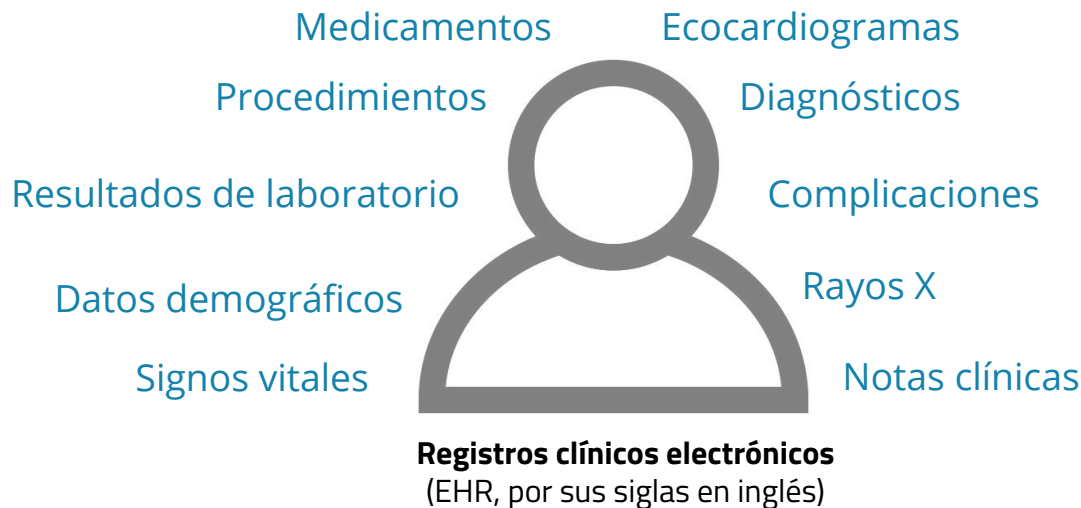 Medicamentos
Ecocardiogramas
Procedimientos
Diagnósticos
Resultados de laboratorio
Complicaciones
Datos demográficos
Rayos X
Signos vitales
Notas clínicas
Registros clínicos electrónicos
(EHR, por sus siglas en inglés)